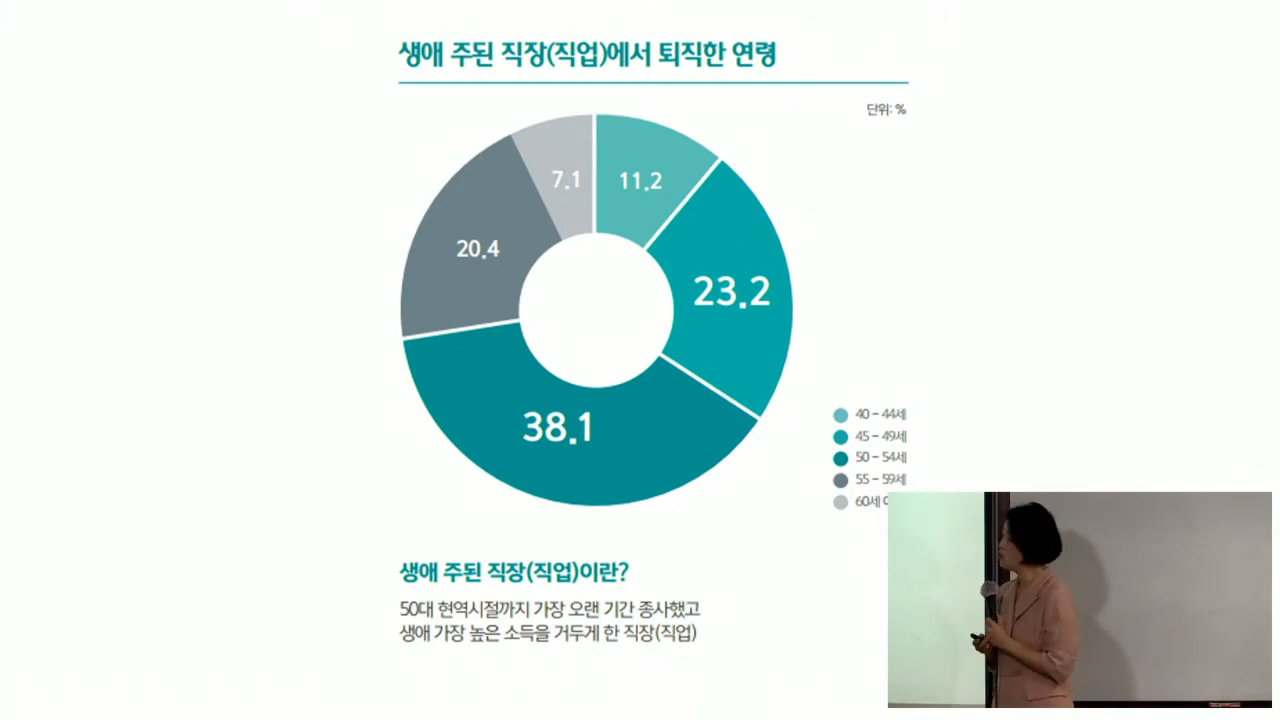 생애 주된 직장(직업)에서 퇴직한 연령
단위: %
7.1
11.2
20.4
23.2
38.1
40 – 44세
45 – 49세
50 – 54세
55 – 59세
60세
생애 주된 직장(직업)이란?
50대 현역시절까지 가장 오랜 기간 종사했고
생애 가장 높은 소득을 거두게 한 직장(직업)